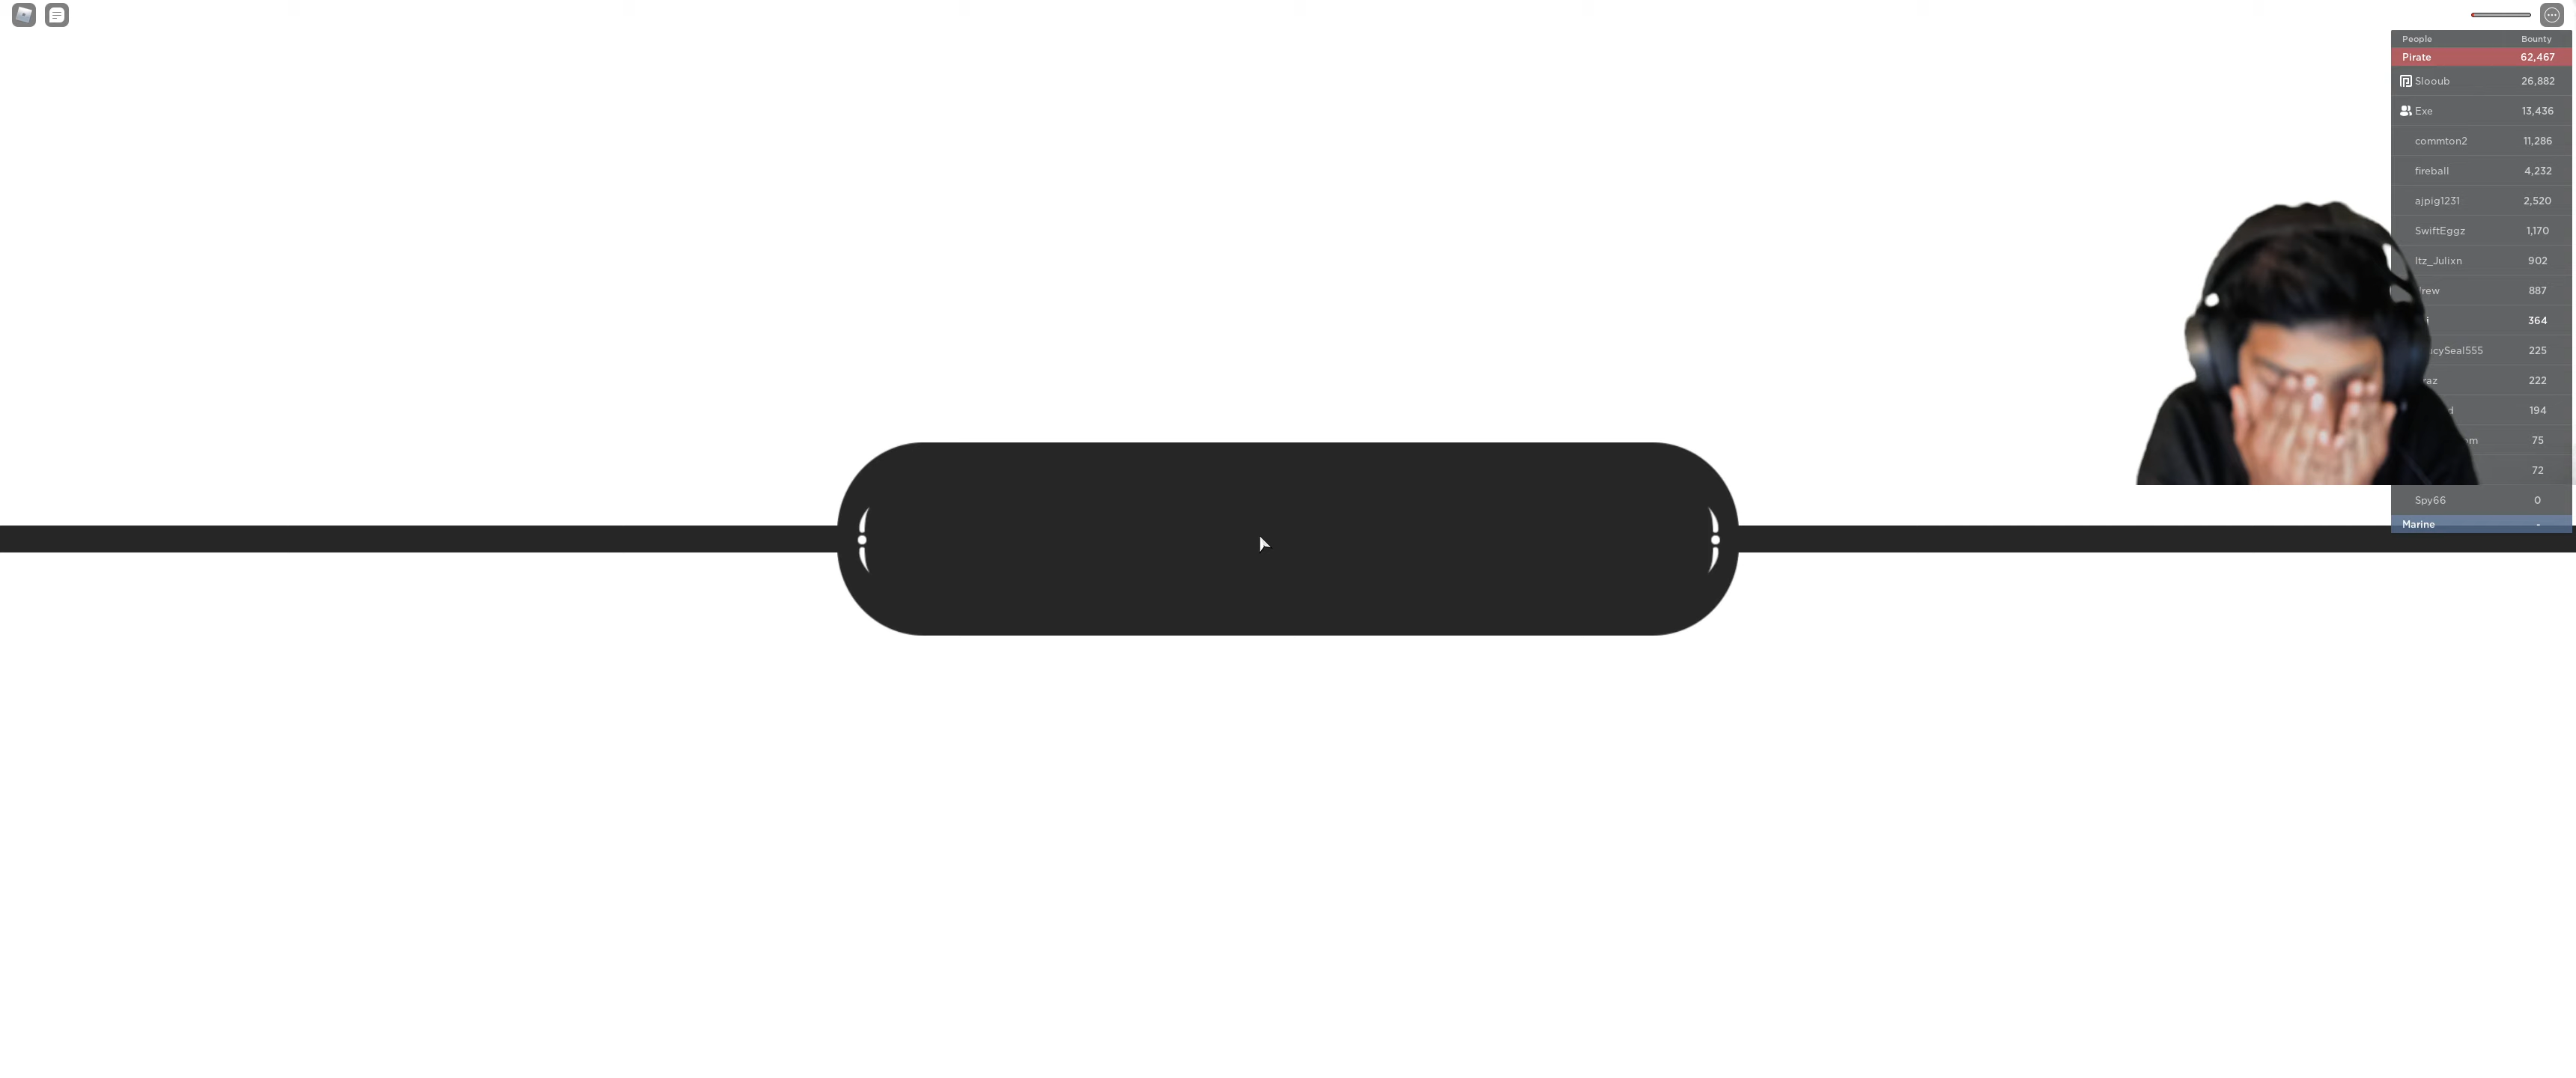 People Bounty
Pirate 62,467
Slooub 26,882
Exe 13,436
commton2 11,286
fireball 4,232
ajpig1231 2,520
SwiftEggz 1,170
Itz_Julixn 902
887
364
225
222
194
75
72
Spy66 0
Marine -